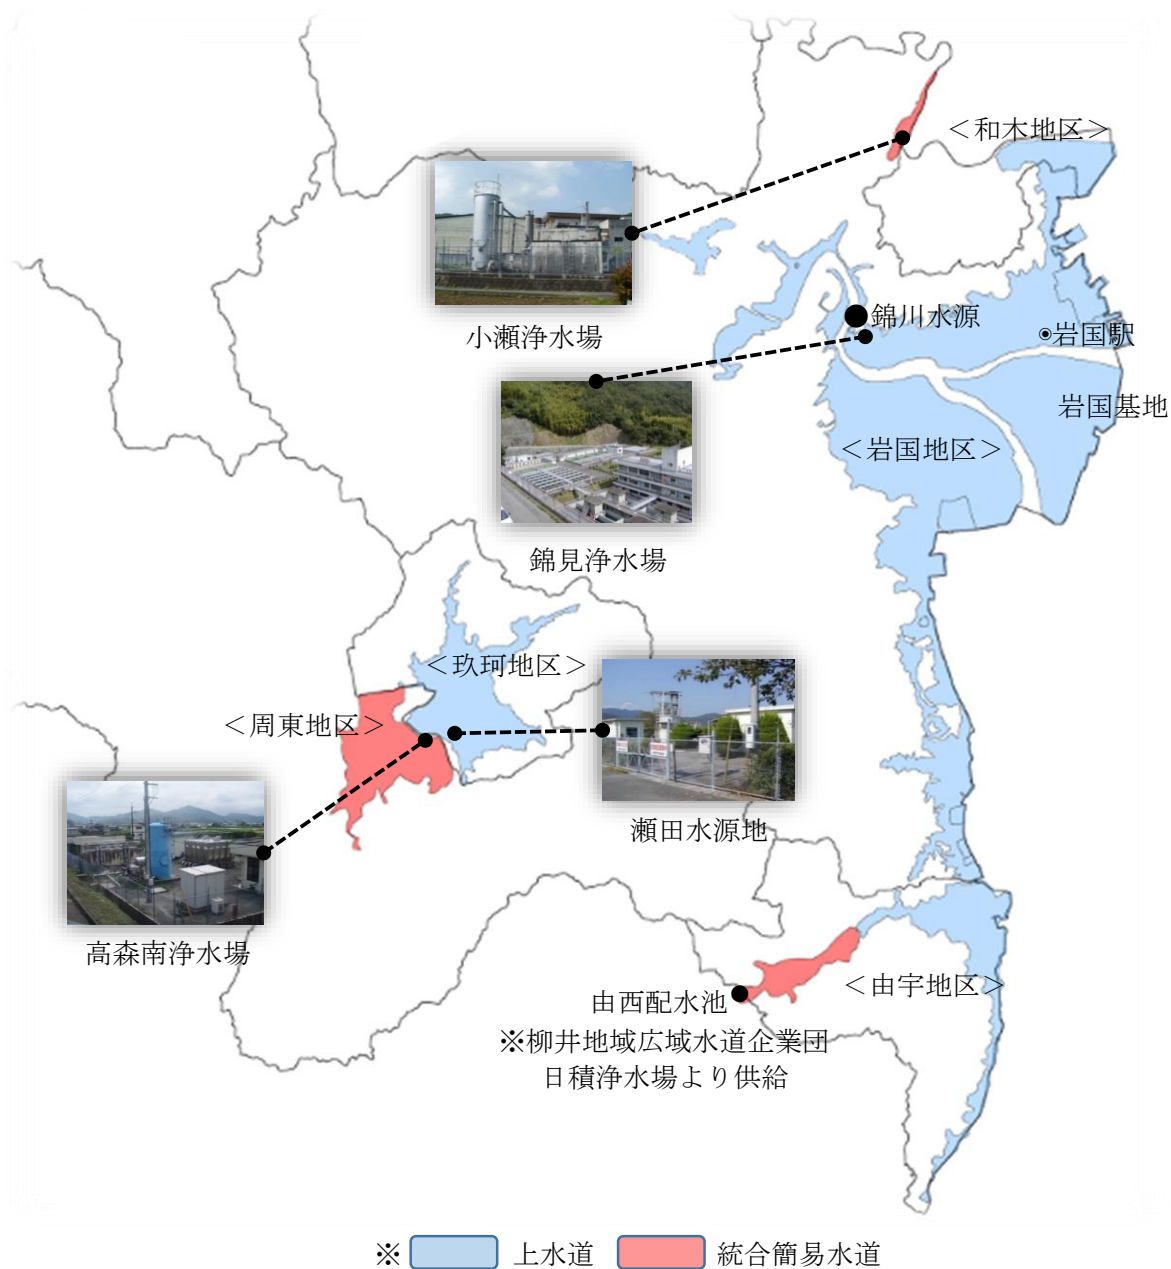 ＜和木地区＞
小瀬浄水場
錦川水源
岩国駅
岩国基地
＜岩国地区＞
錦見浄水場
＜玖珂地区＞
＜周東地区＞
瀬田水源地
高森南浄水場
＜由宇地区＞
由西配水池
※柳井地域広域水道企業団
日積浄水場より供給
※ 上水道 統合簡易水道